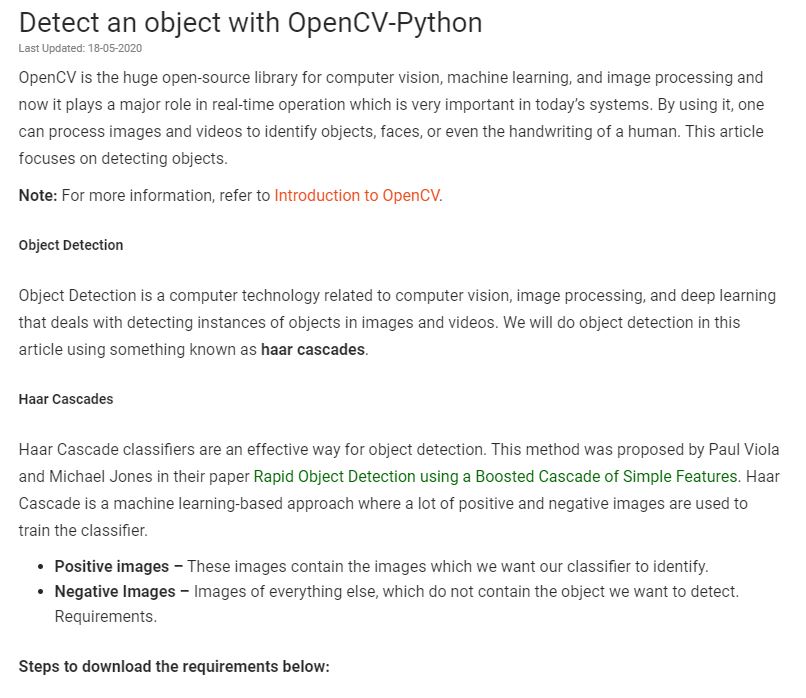 Detect an object with OpenCV-Python
Last Updated: 18-05-2020
OpenCV is the huge open-source library for computer vision, machine learning, and image processing and
now it plays a major role in real-time operation which is very important in today’s systems. By using it, one
can process images and videos to identify objects, faces, or even the handwriting of a human. This article
focuses on detecting objects.
Note: For more information, refer to Introduction to OpenCV.
Object Detection
Object Detection is a computer technology related to computer vision, image processing, and deep learning
that deals with detecting instances of objects in images and videos. We will do object detection in this
article using something known as haar cascades.
Haar Cascades
Haar Cascade classifiers are an effective way for object detection. This method was proposed by Paul Viola
and Michael Jones in their paper Rapid Object Detection using a Boosted Cascade of Simple Features. Haar
Cascade is a machine learning-based approach where a lot of positive and negative images are used to
train the classifier.
• Positive images – These images contain the images which we want our classifier to identify.
• Negative Images – Images of everything else, which do not contain the object we want to detect.
Requirements.
Steps to download the requirements below: